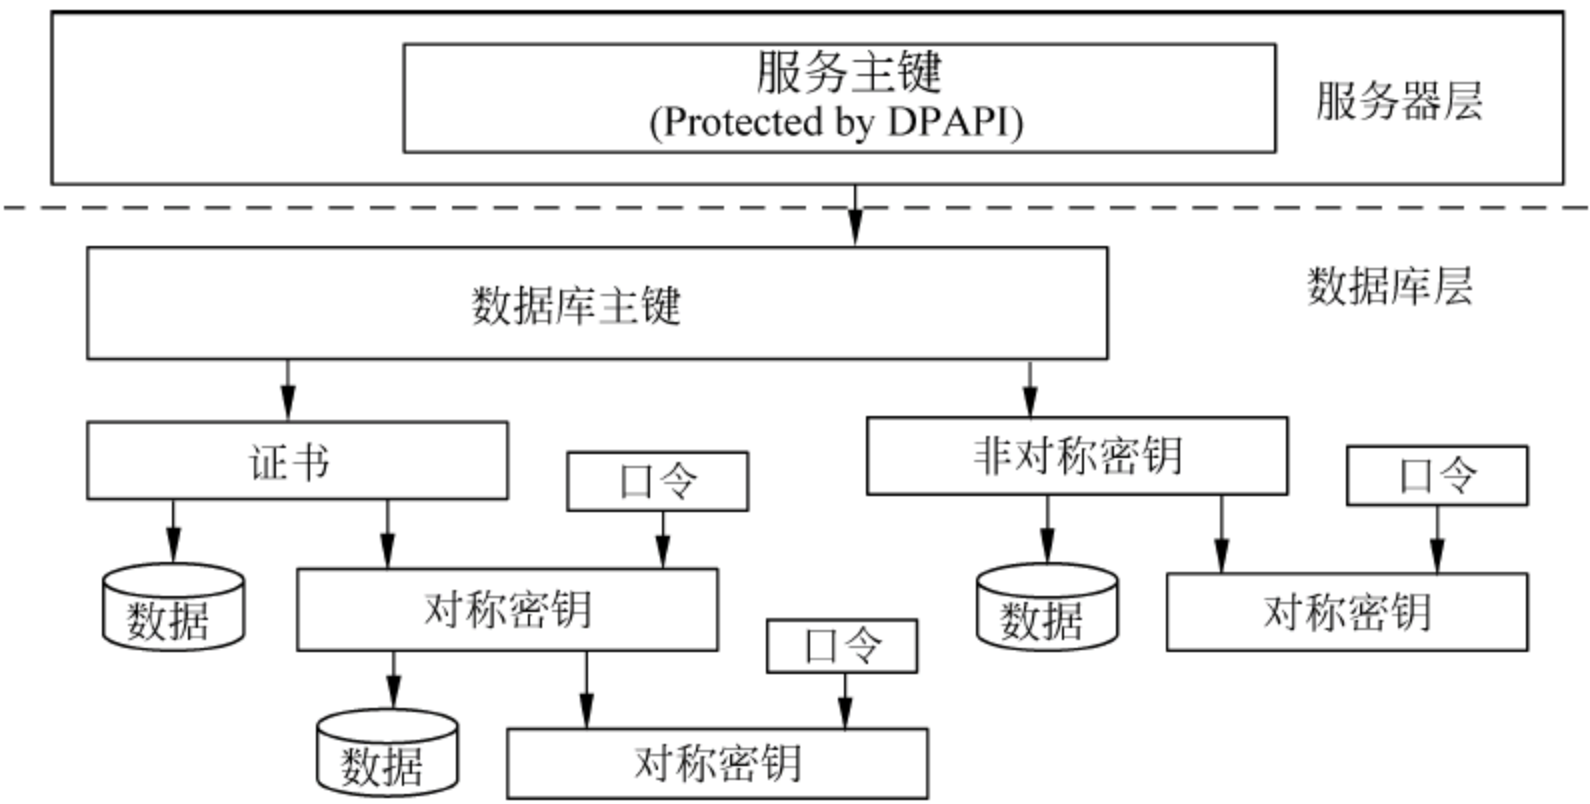 服务主键
(Protected by DPAPI)
服务器层
数据库主键
数据库层
证书
口令
非对称密钥
口令
数据
对称密钥
数据
对称密钥
口令
数据
对称密钥